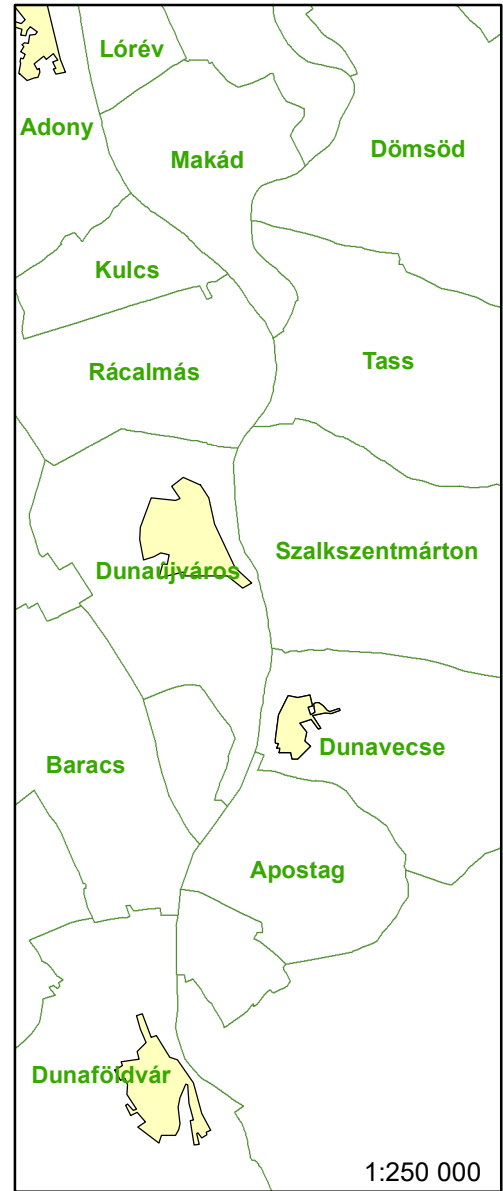 Lórév
Adony
Makád
Dömsöd
Kulcs
Rácalmás
Tass
Szalkszentmárton
Dunaújváros
Dunavecse
Baracs
Apostag
Dunaföldvár
1:250 000